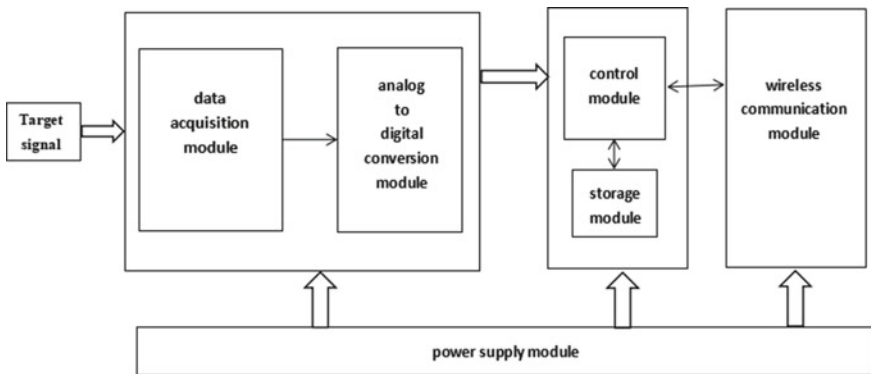 Target
signal
data
acquisition
module
analog
to
digital
conversion
module
control
module
storage
module
wireless
communication
module
power supply module